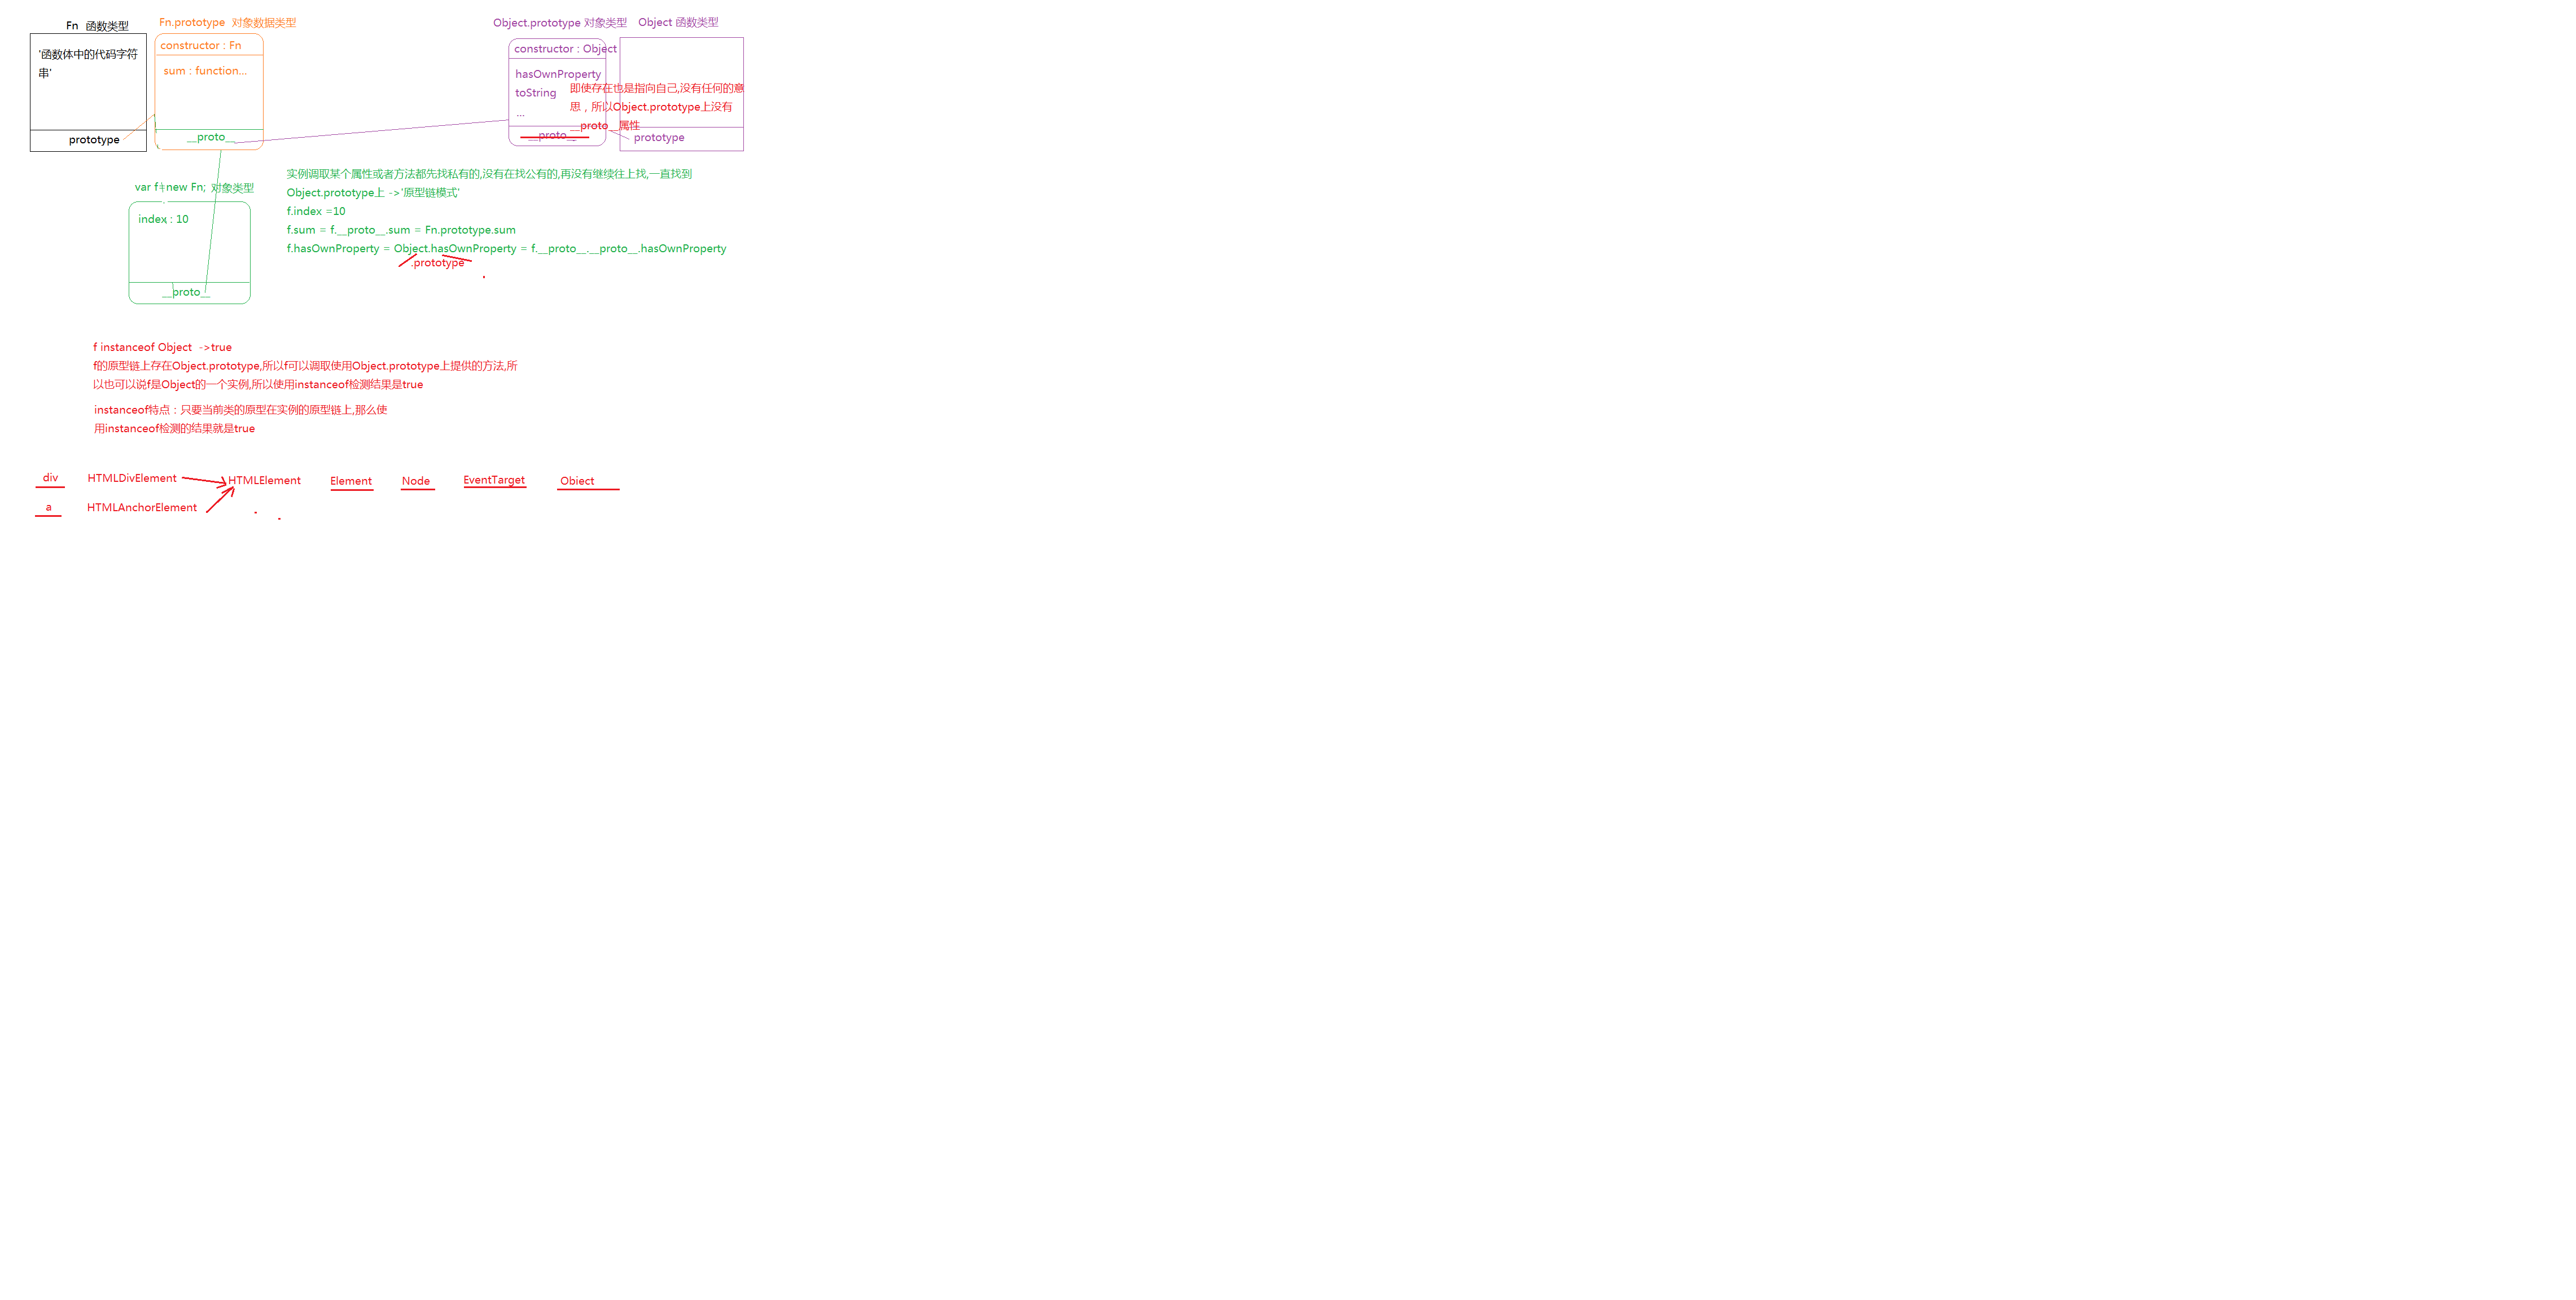 Fn 函数类型
'函数体中的代码字符
串'
prototype
Fn.prototype 对象数据类型
constructor : Fn
sum : function...
__proto__
Object.prototype 对象类型
constructor : Object
hasOwnProperty
toString
...
__proto__
Object 函数类型
即使存在也是指向自己,没有任何的意
思，所以Object.prototype上没有
__proto__属性
prototype
var f = new Fn; 对象类型
index : 10
__proto__
实例调取某个属性或者方法都先找私有的,没有在找公有的,再没有继续往上找,一直找到
Object.prototype上 ->'原型链模式'
f.index =10
f.sum = f.__proto__.sum = Fn.prototype.sum
f.hasOwnProperty = Object.hasOwnProperty = f.__proto__.__proto__.hasOwnProperty
.prototype
f instanceof Object ->true
f的原型链上存在Object.prototype,所以f可以调取使用Object.prototype上提供的方法,所
以也可以说f是Object的一个实例,所以使用instanceof检测结果是true
instanceof特点：只要当前类的原型在实例的原型链上,那么使
用instanceof检测的结果就是true
div HTMLDivElement HTMLElement Element Node EventTarget Object
a HTMLAnchorElement